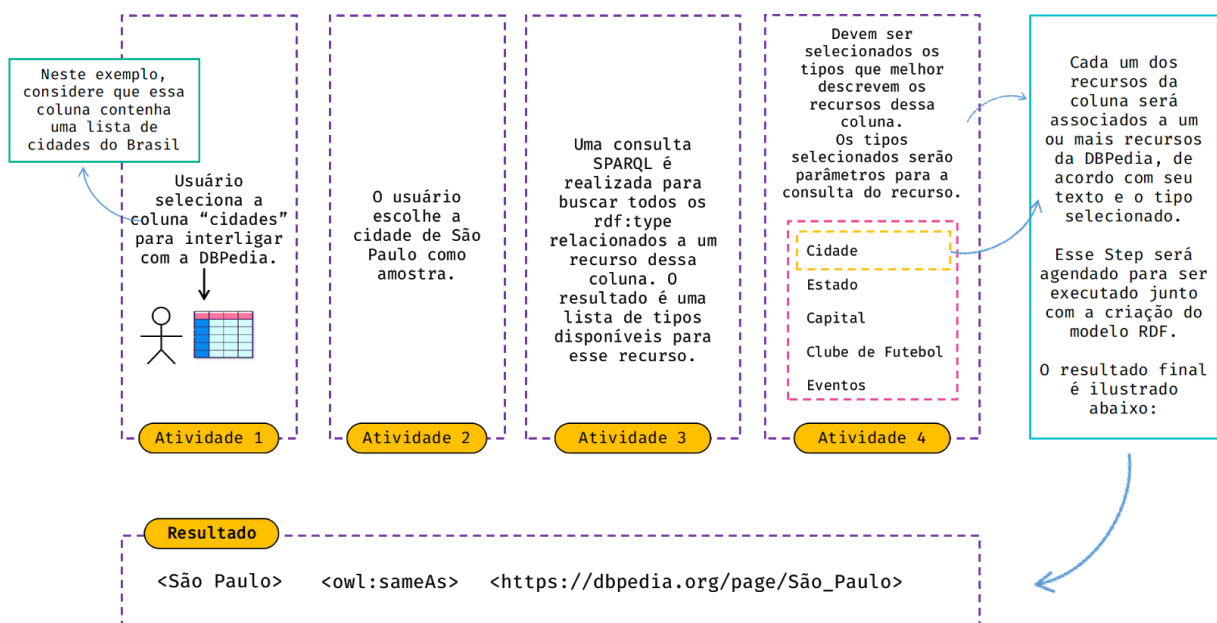 Neste exemplo,
considere que essa
coluna contenha
uma lista de
cidades do Brasil
Usuário
seleciona a
coluna “cidades”
para interligar
com a DBPedia.
Atividade 1
O usuário
escolhe a
cidade de São
Paulo como
amostra.
Atividade 2
Uma consulta
SPARQL é
realizada para
buscar todos os
rdf:type
relacionados a um
recurso dessa
coluna. O
resultado é uma
lista de tipos
disponíveis para
esse recurso.
Atividade 3
Devem ser
selecionados os
tipos que melhor
descrevem os
recursos dessa
coluna.
Os tipos
selecionados serão
parâmetros para a
consulta do recurso.
Cidade
Estado
Capital
Clube de Futebol
Eventos
Atividade 4
Cada um dos
recursos da
coluna será
associados a um
ou mais recursos
da DBPedia, de
acordo com seu
texto e o tipo
selecionado.
Esse Step será
agendado para ser
executado junto
com a criação do
modelo RDF.
O resultado final
é ilustrado
abaixo:
Resultado
<São Paulo> <owl:sameAs> <https://dbpedia.org/page/São_Paulo>